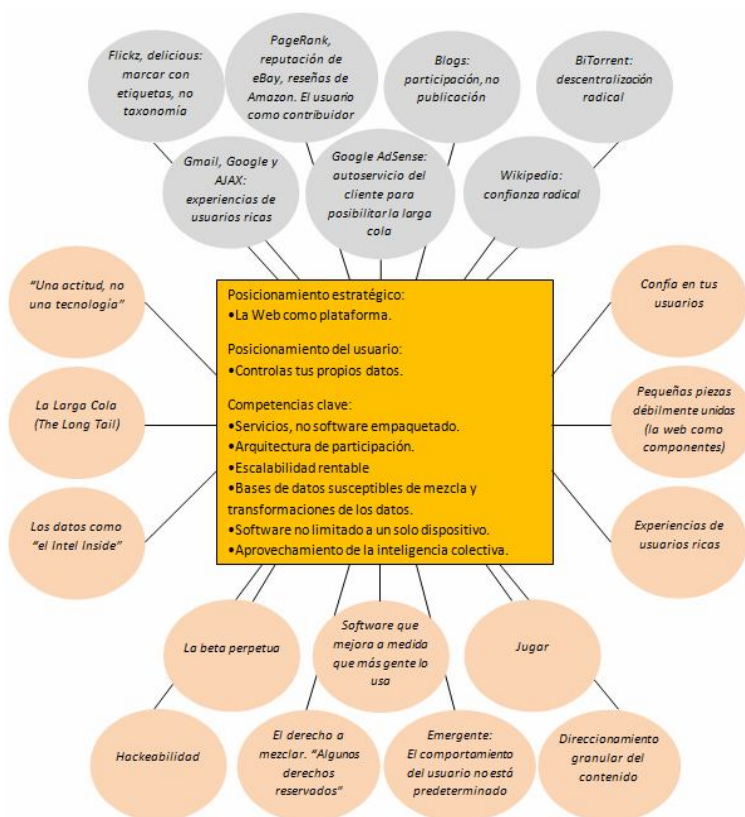 Flickz, delicious:
marcar con
etiquetas, no
taxonomía
PageRank,
reputación de
eBay, reseñas de
Amazon. El usuario
como contribuidor
Blogs:
participación, no
publicación
BiTorrent:
descentralización
radical
Gmail, Google y
AJAX:
experiencias de
usuarios ricas
Google AdSense:
autoservicio del
cliente para
posibilitar la larga
cola
Wikipedia:
confianza radical
“Una actitud, no
una tecnología”
La Larga Cola
(The Long Tail)
Los datos como
“el Intel Inside”
Posicionamiento estratégico:
•La Web como plataforma.
Posicionamiento del usuario:
•Controlas tus propios datos.
Competencias clave:
•Servicios, no software empaquetado.
•Arquitectura de participación.
•Escalabilidad rentable
•Bases de datos susceptibles de mezcla y
transformaciones de los datos.
•Software no limitado a un solo dispositivo.
•Aprovechamiento de la inteligencia colectiva.
Confía en tus
usuarios
Pequeñas piezas
débilmente unidas
(la web como
componentes)
Experiencias de
usuarios ricas
La beta perpetua
Software que
mejora a medida
que más gente lo
usa
Jugar
Hackeabilidad
El derecho a
mezclar. “Algunos
derechos
reservados”
Emergente:
El comportamiento
del usuario no está
predeterminado
Direccionamiento
granular del
contenido